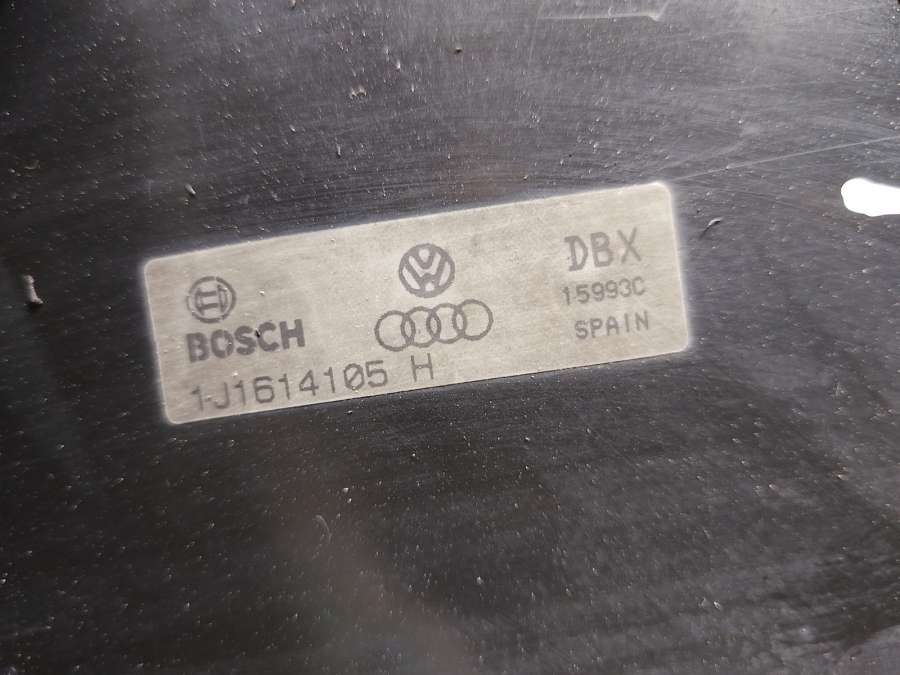 BOSCH
1J1614105 H
DBX
15993C
SPAIN